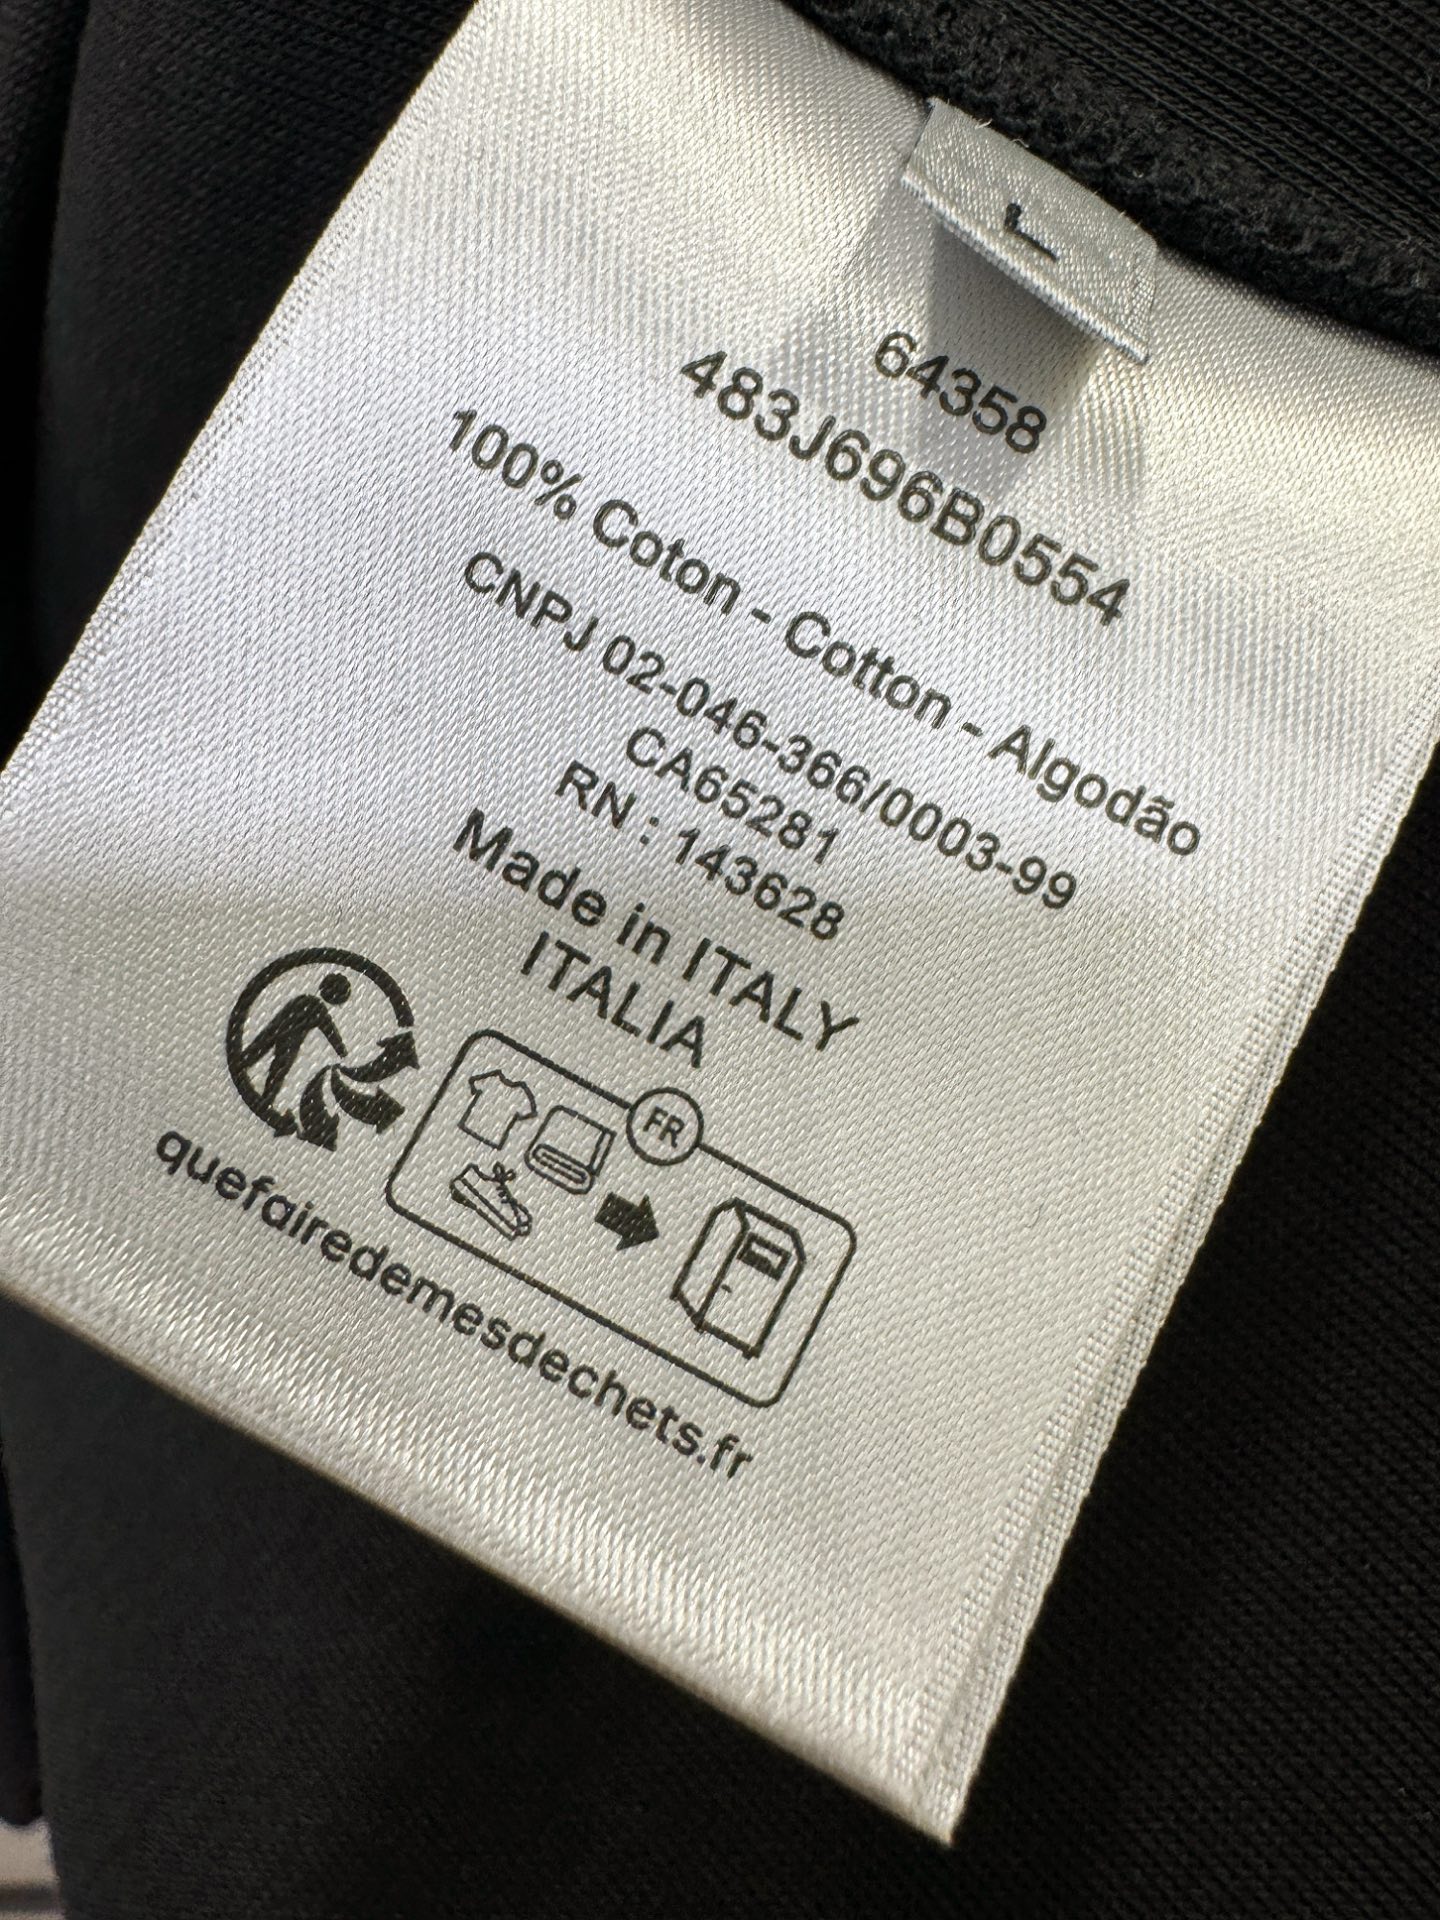 L
64358
483J696B0554
100% Coton - Cotton - Algodão
CNPJ 02-046-366/0003-99
CA65281
RN : 143628
Made in ITALY
ITALIA
FR
quefairedemesdechets.fr